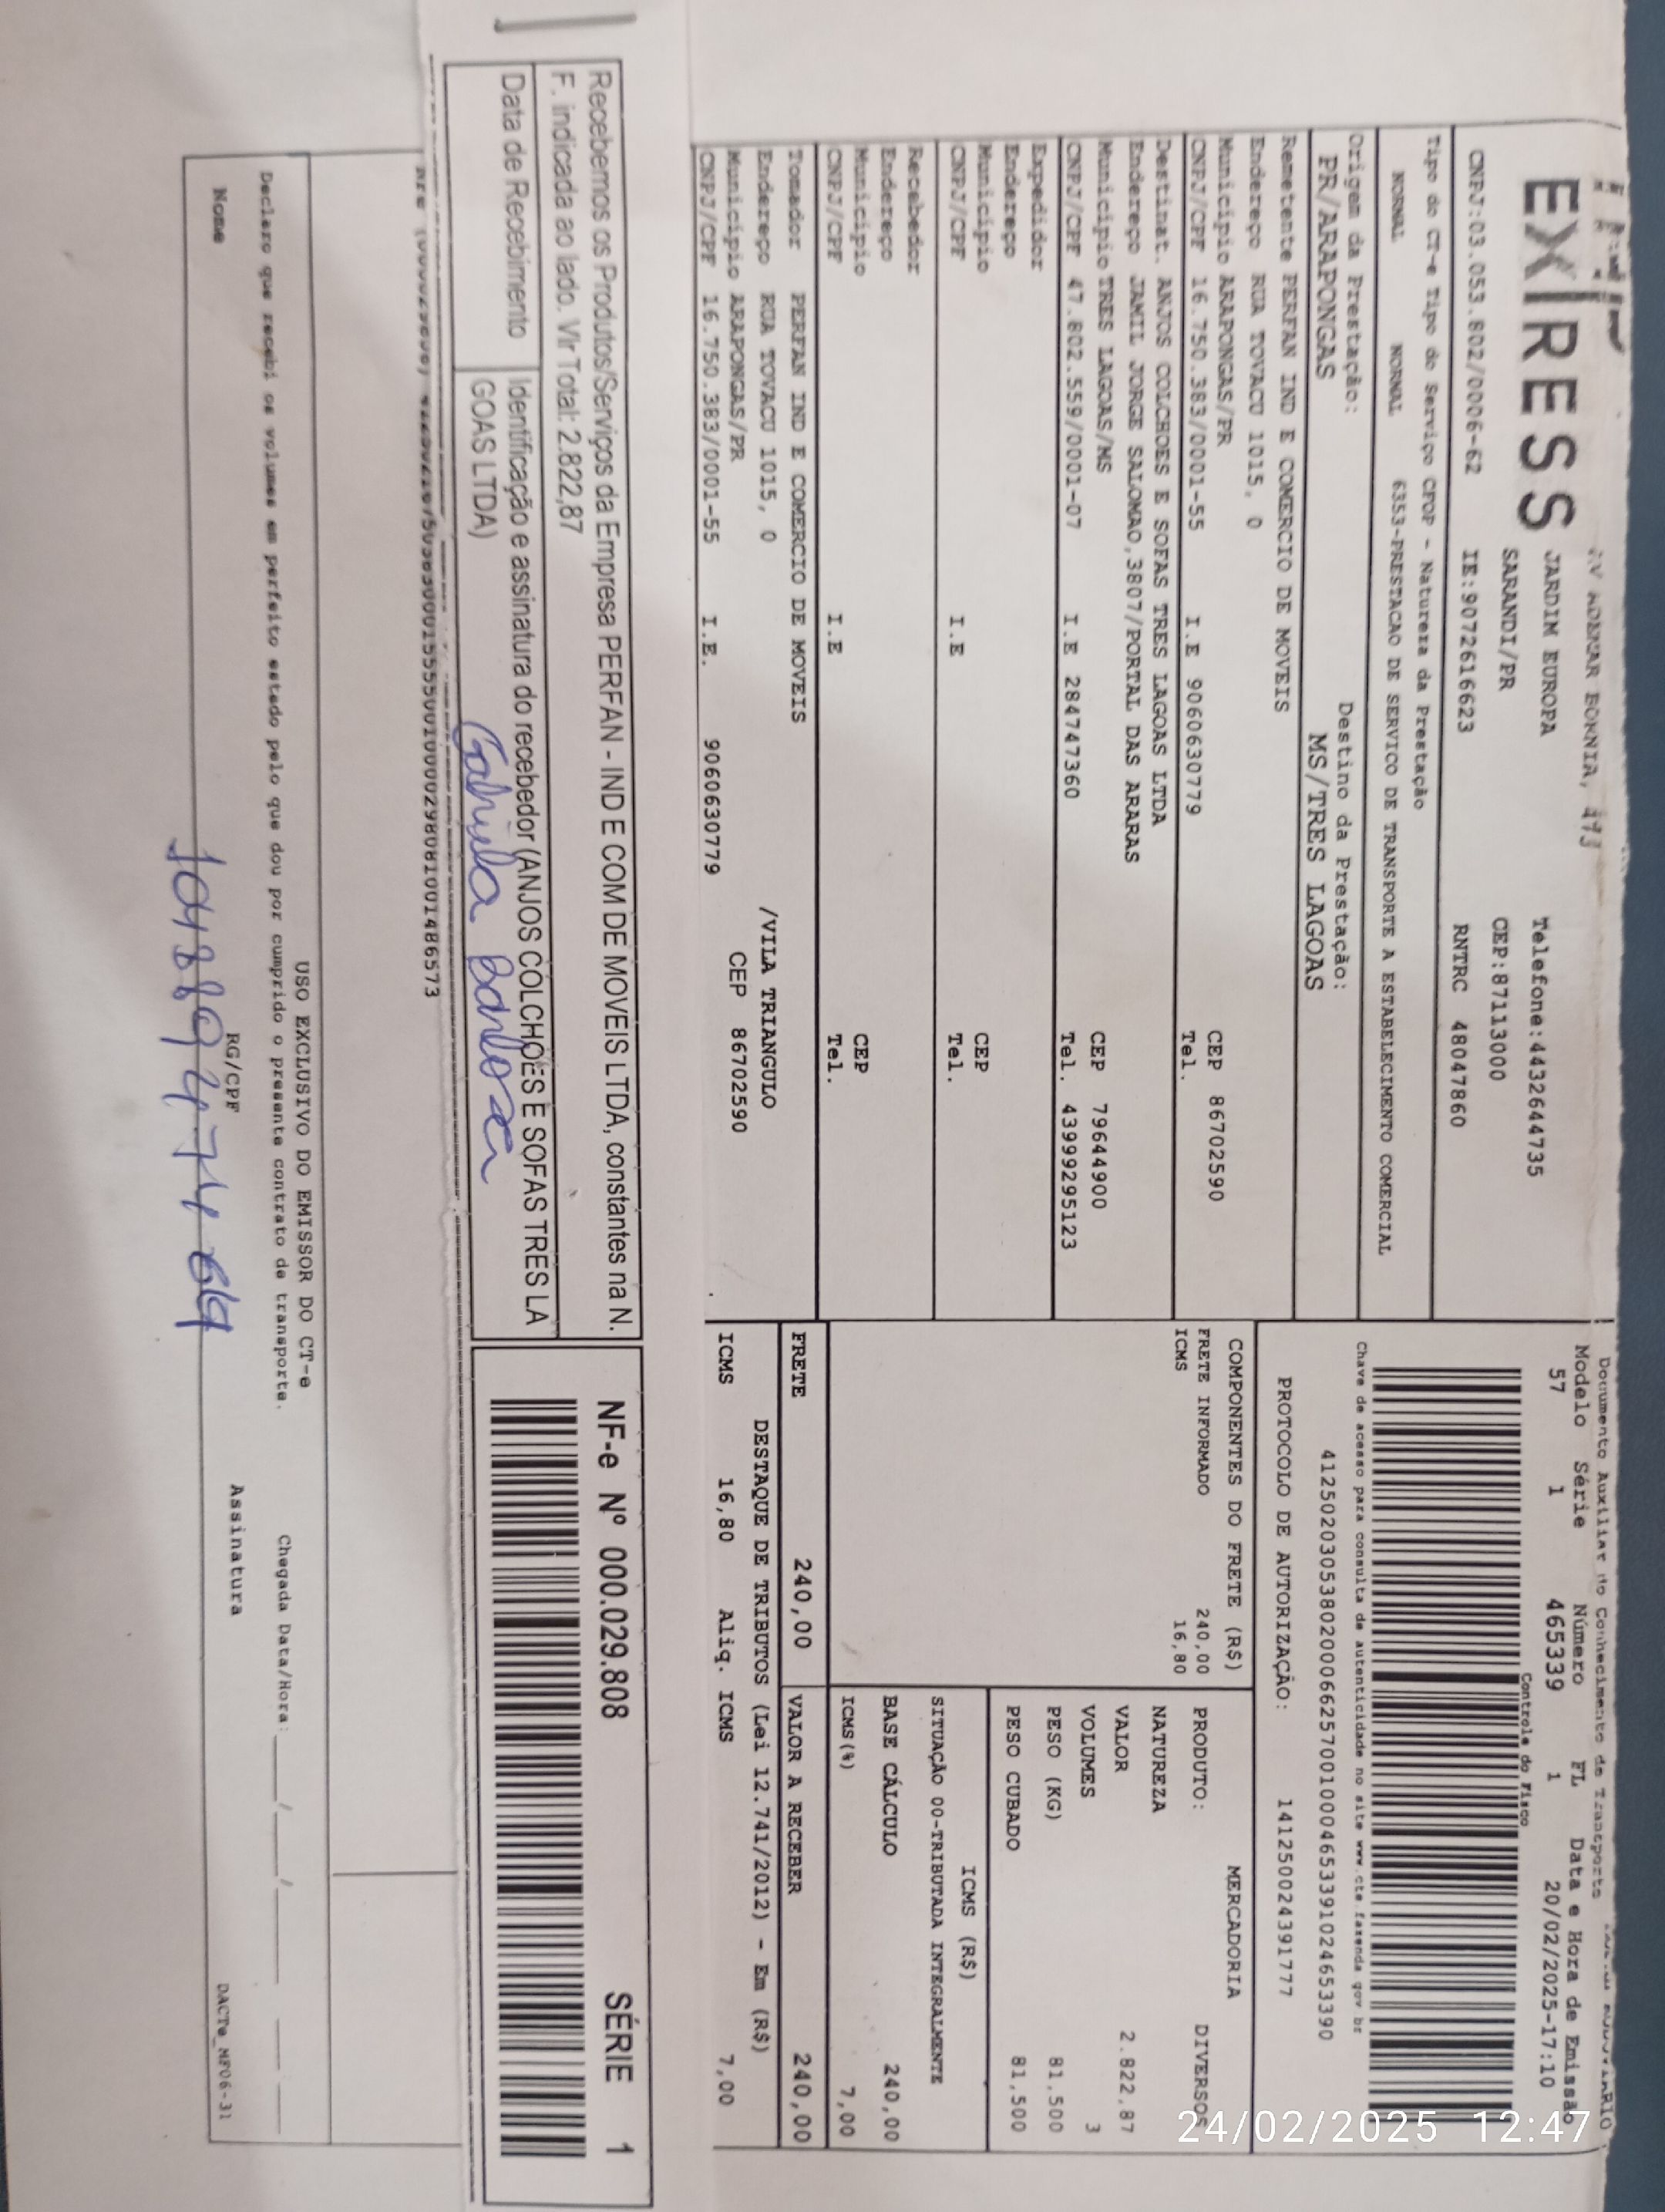 EXPRESS
AV ADEMAR BORNIA, 473
JARDIM EUROPA
SARANDI/PR
Telefone:4432644735
CEP:87113000
CNPJ:03.053.802/0006-62 IE:9072616623 RNTRC 48047860
Documento Auxiliar do Conhecimento de Transporte
Modelo Série Número FL Data e Hora de Emissão
57 1 465339 1 20/02/2025-17:10
Controle do Fisco
Chave de acesso para consulta de autenticidade no site www.cte.fazenda.gov.br
41250203053802000662570010004653391024653390
PROTOCOLO DE AUTORIZAÇÃO: 141250024391777
Tipo do CT-e Tipo do Serviço CFOP - Natureza da Prestação
NORMAL NORMAL 6353-PRESTACAO DE SERVICO DE TRANSPORTE A ESTABELECIMENTO COMERCIAL
Origem da Prestação: Destino da Prestação:
PR/ARAPONGAS MS/TRES LAGOAS
Remetente PERFAN IND E COMERCIO DE MOVEIS
Endereço RUA TOVACU 1015, 0
Município ARAPONGAS/PR CEP 86702590
CNPJ/CPF 16.750.383/0001-55 I.E 9060630779 Tel.
Destinat. ANJOS COLCHOES E SOFAS TRES LAGOAS LTDA
Endereço JAMIL JORGE SALOMAO,3807/PORTAL DAS ARARAS
Município TRES LAGOAS/MS CEP 79644900
CNPJ/CPF 47.802.559/0001-07 I.E 284747360 Tel. 43999295123
Expedidor
Endereço
Município CEP
CNPJ/CPF I.E Tel.
Recebedor
Endereço
Município CEP
CNPJ/CPF I.E Tel.
Tomador PERFAN IND E COMERCIO DE MOVEIS
Endereço RUA TOVACU 1015, 0 /VILA TRIANGULO
Município ARAPONGAS/PR CEP 86702590
CNPJ/CPF 16.750.383/0001-55 I.E. 9060630779
COMPONENTES DO FRETE (R$)
FRETE INFORMADO 240,00
ICMS 16,80
MERCADORIA
PRODUTO: DIVERSOS
NATUREZA
VALOR 2.822,87
VOLUMES 3
PESO (KG) 81,500
PESO CUBADO 81,500
ICMS (R$)
SITUAÇÃO 00-TRIBUTADA INTEGRALMENTE
BASE CÁLCULO 240,00
ICMS(%) 7,00
FRETE 240,00 VALOR A RECEBER 240,00
DESTAQUE DE TRIBUTOS (Lei 12.741/2012) - Em (R$)
ICMS 16,80 Aliq. ICMS 7,00
Recebemos os Produtos/Serviços da Empresa PERFAN - IND E COM DE MOVEIS LTDA, constantes na N.
F. indicada ao lado. Vlr Total: 2.822,87
Data de Recebimento
Identificação e assinatura do recebedor (ANJOS COLCHOES E SOFAS TRES LA
GOAS LTDA)
Barbosa
NF-e Nº 000.029.808 SÉRIE 1
USO EXCLUSIVO DO EMISSOR DO CT-e
Declaro que recebi os volumes em perfeito estado pelo que dou por cumprido o presente contrato de transporte.
Chegada Data/Hora: ___/___/___ ___ ___
Nome RG/CPF Assinatura
DACTe_MF06-31
24/02/2025 12:47